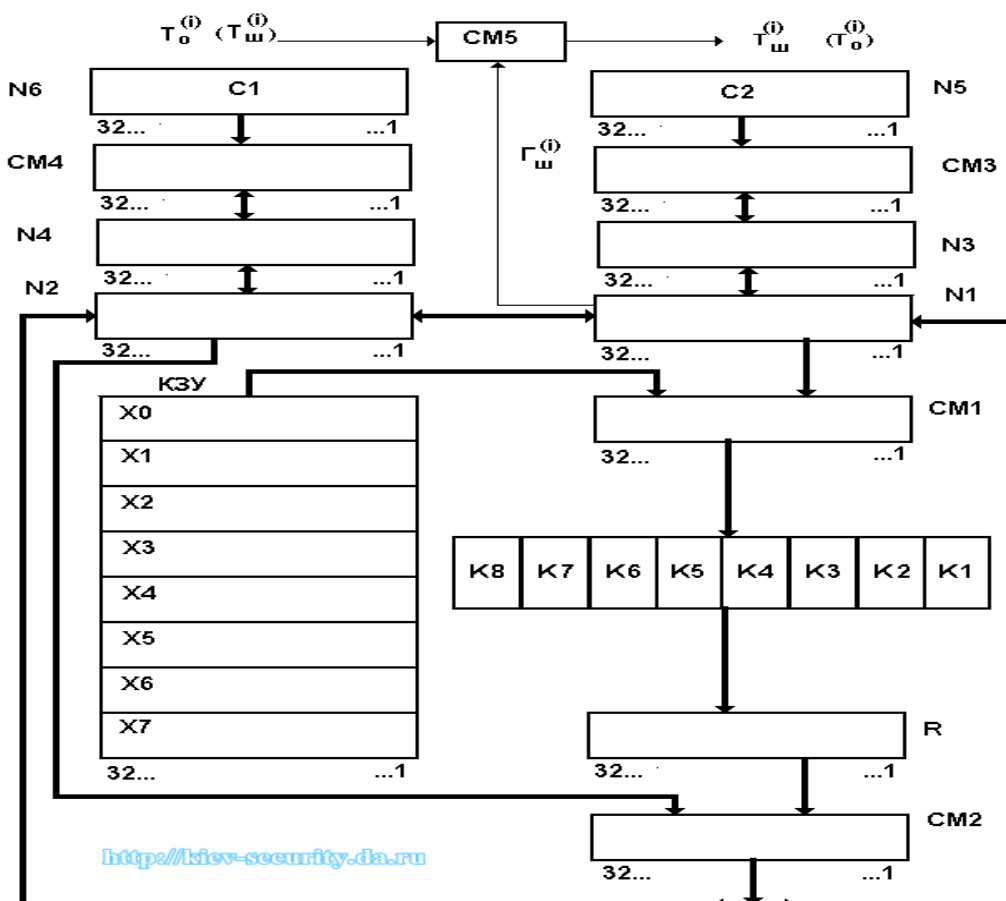 T₀⁽ⁱ⁾ (Tш⁽ⁱ⁾) CM5 Tш⁽ⁱ⁾ (T₀⁽ⁱ⁾)
N6 C1 C2 N5
32... ...1 32... ...1
Гш⁽ⁱ⁾
CM4 CM3
32... ...1 32... ...1
N4 N3
32... ...1 32... ...1
N2 N1
32... ...1 32... ...1
КЗУ
X0 CM1
32... ...1
X1
X2
X3
K8 K7 K6 K5 K4 K3 K2 K1
X4
X5
X6
X7 R
32... ...1 32... ...1
CM2
http://kiev-security.da.ru
32... ...1